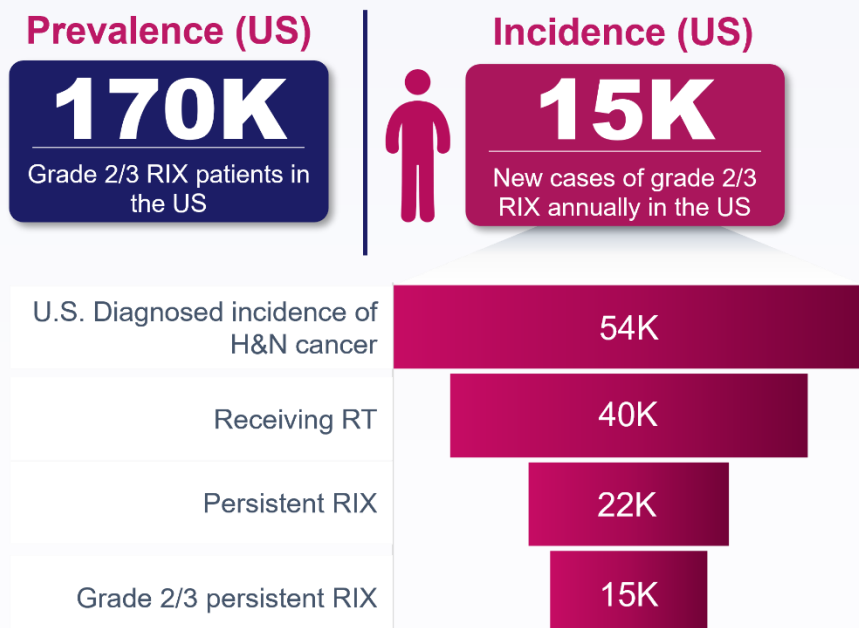 Prevalence (US)
170K
Grade 2/3 RIX patients in
the US
Incidence (US)
15K
New cases of grade 2/3
RIX annually in the US
U.S. Diagnosed incidence of
H&N cancer
54K
Receiving RT
40K
Persistent RIX
22K
Grade 2/3 persistent RIX
15K